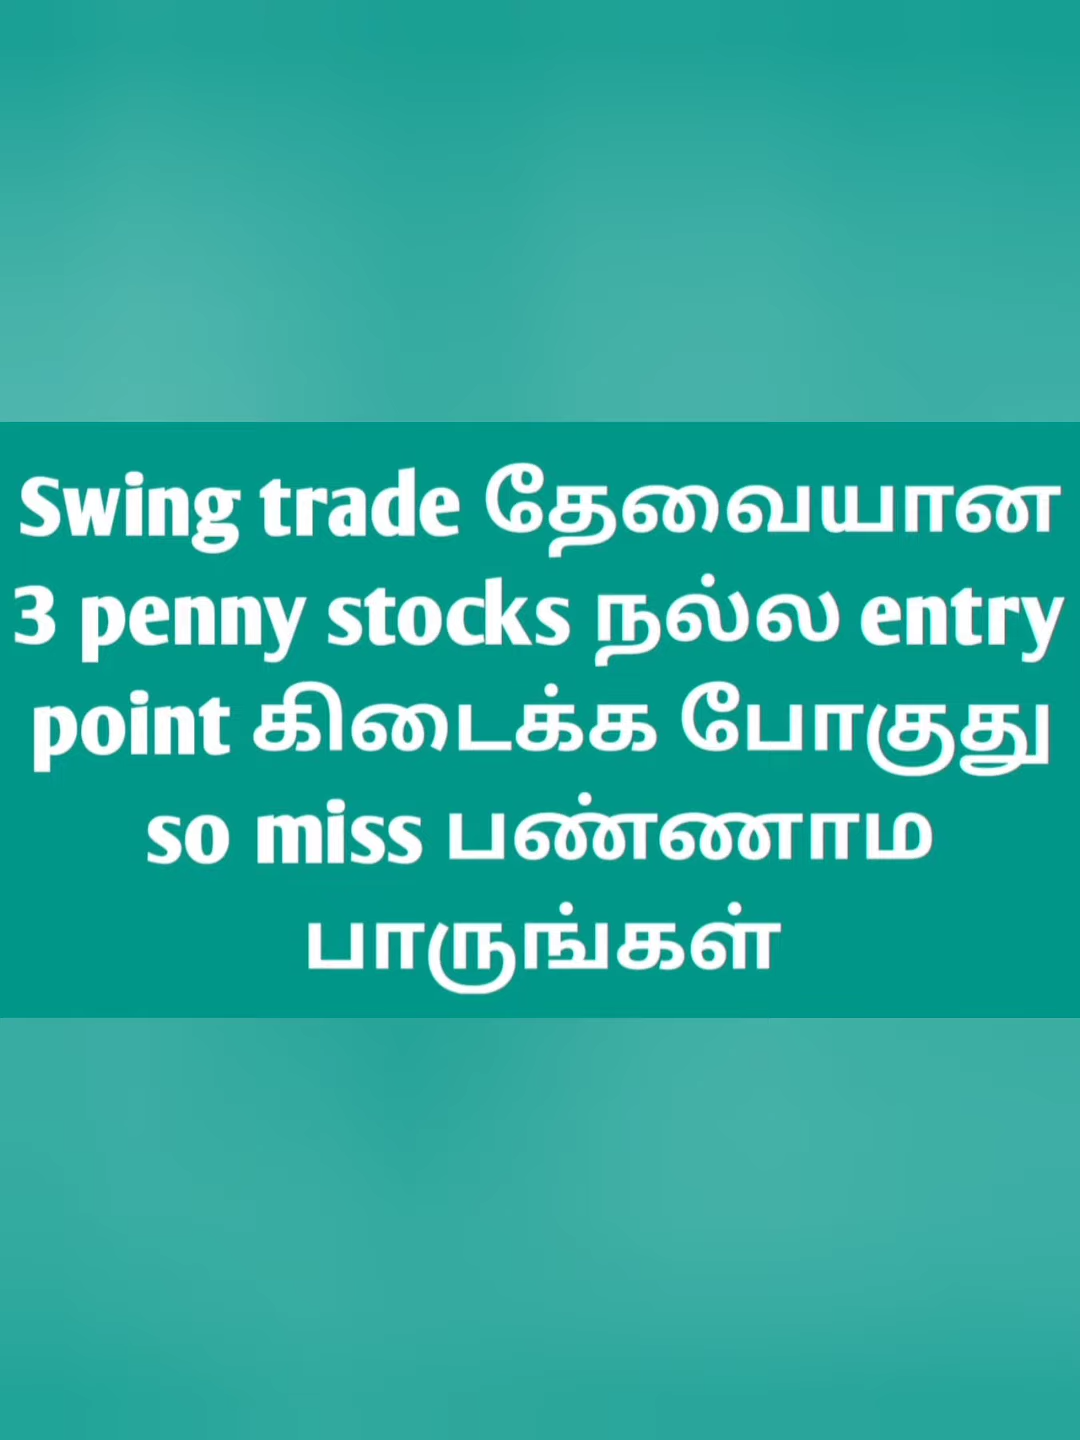 Swing trade தேவையான
3 penny stocks நல்ல entry
point கிடைக்க போகுது
so miss பண்ணாம
பாருங்கள்